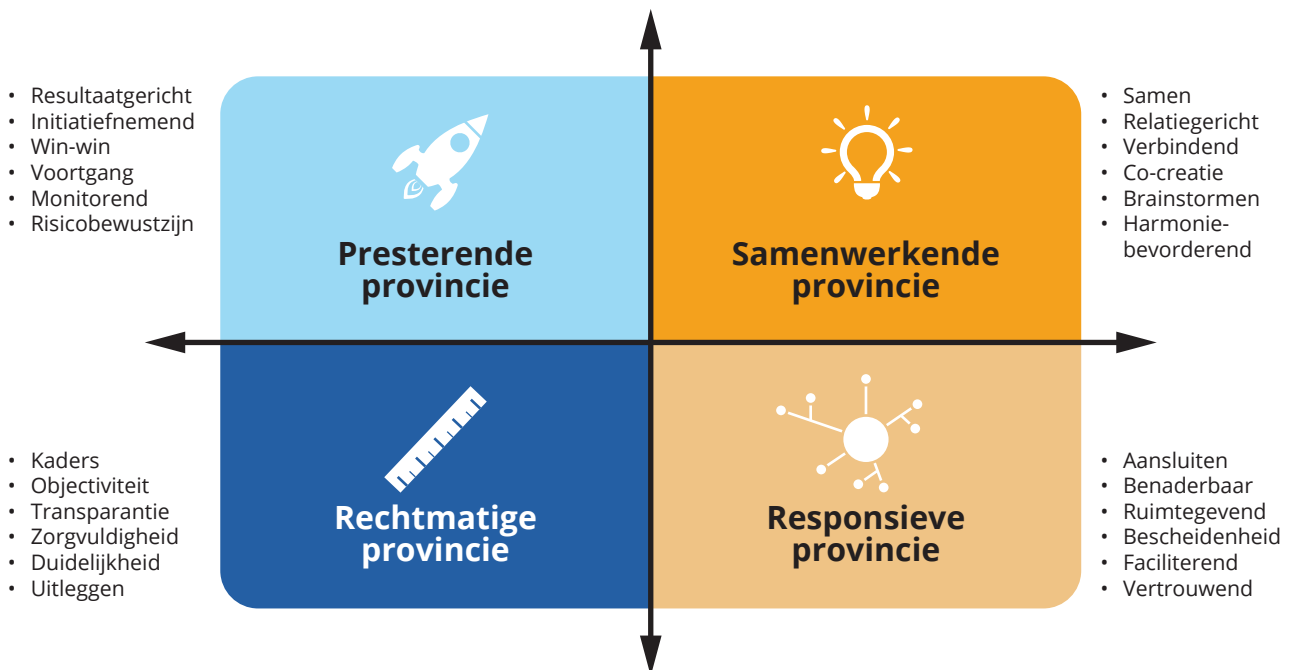 • Resultaatgericht
• Initiatiefnemend
• Win-win
• Voortgang
• Monitorend
• Risicobewustzijn
Presterende
provincie
Samenwerkende
provincie
• Samen
• Relatiegericht
• Verbindend
• Co-creatie
• Brainstormen
• Harmonie-
bevorderend
• Kaders
• Objectiviteit
• Transparantie
• Zorgvuldigheid
• Duidelijkheid
• Uitleggen
Rechtmatige
provincie
Responsieve
provincie
• Aansluiten
• Benaderbaar
• Ruimtegevend
• Bescheidenheid
• Faciliterend
• Vertrouwend